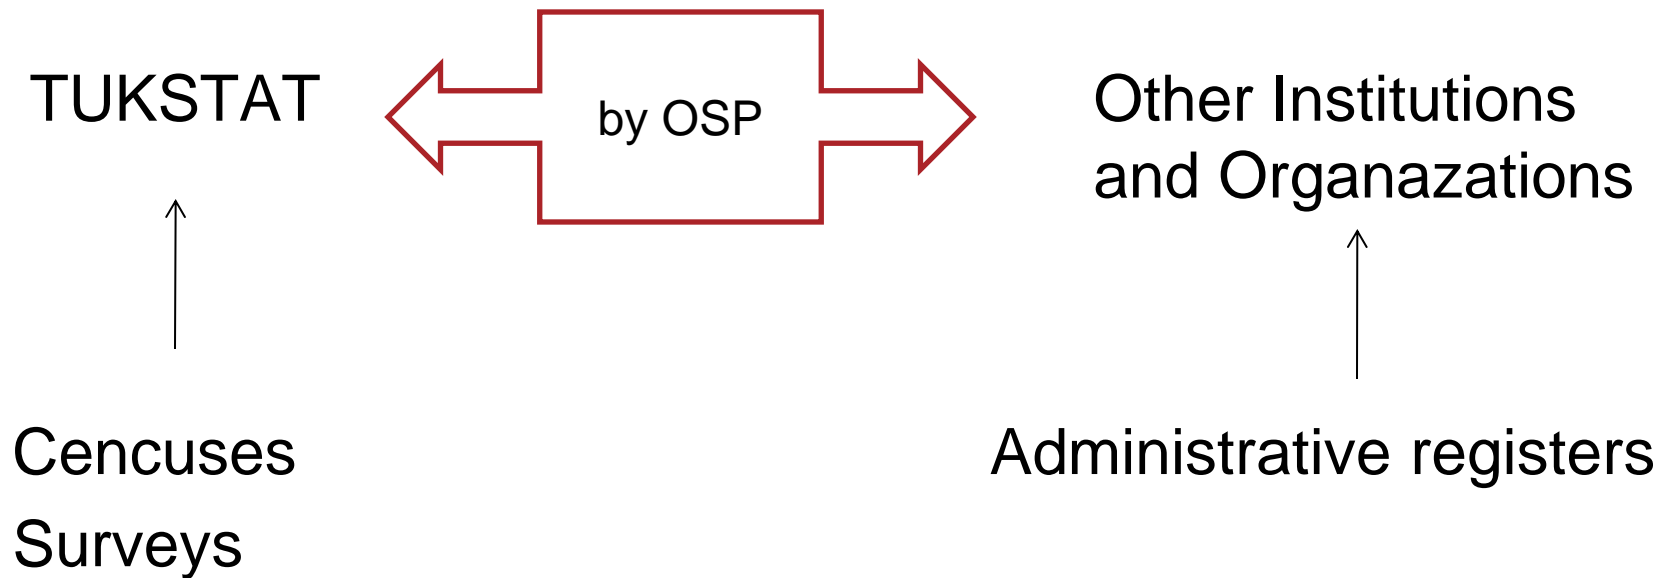 TUKSTAT
by OSP
Other Institutions
and Organazations
Cencuses
Surveys
Administrative registers